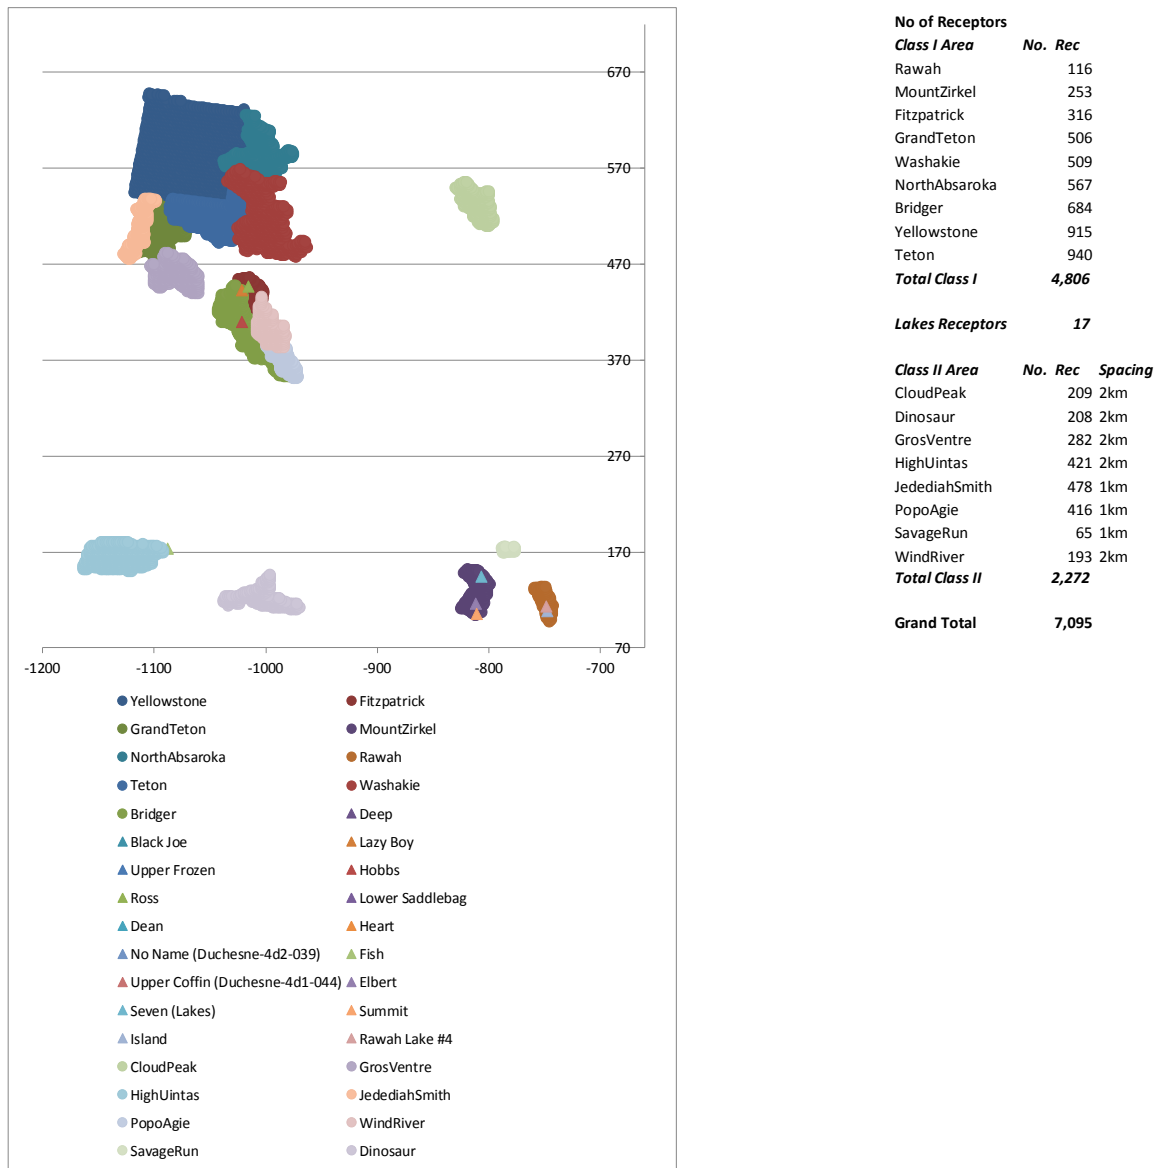 670
570
470
370
270
170
70
-1200 -1100 -1000 -900 -800 -700
Yellowstone Fitzpatrick
GrandTeton MountZirkel
NorthAbsaroka Rawah
Teton Washakie
Bridger Deep
Black Joe Lazy Boy
Upper Frozen Hobbs
Ross Lower Saddlebag
Dean Heart
No Name (Duchesne-4d2-039) Fish
Upper Coffin (Duchesne-4d1-044) Elbert
Seven (Lakes) Summit
Island Rawah Lake #4
CloudPeak GrosVentre
HighUintas JedediahSmith
PopoAgie WindRiver
SavageRun Dinosaur
No of Receptors
Class I Area No. Rec
Rawah 116
MountZirkel 253
Fitzpatrick 316
GrandTeton 506
Washakie 509
NorthAbsaroka 567
Bridger 684
Yellowstone 915
Teton 940
Total Class I 4,806
Lakes Receptors 17
Class II Area No. Rec Spacing
CloudPeak 209 2km
Dinosaur 208 2km
GrosVentre 282 2km
HighUintas 421 2km
JedediahSmith 478 1km
PopoAgie 416 1km
SavageRun 65 1km
WindRiver 193 2km
Total Class II 2,272
Grand Total 7,095